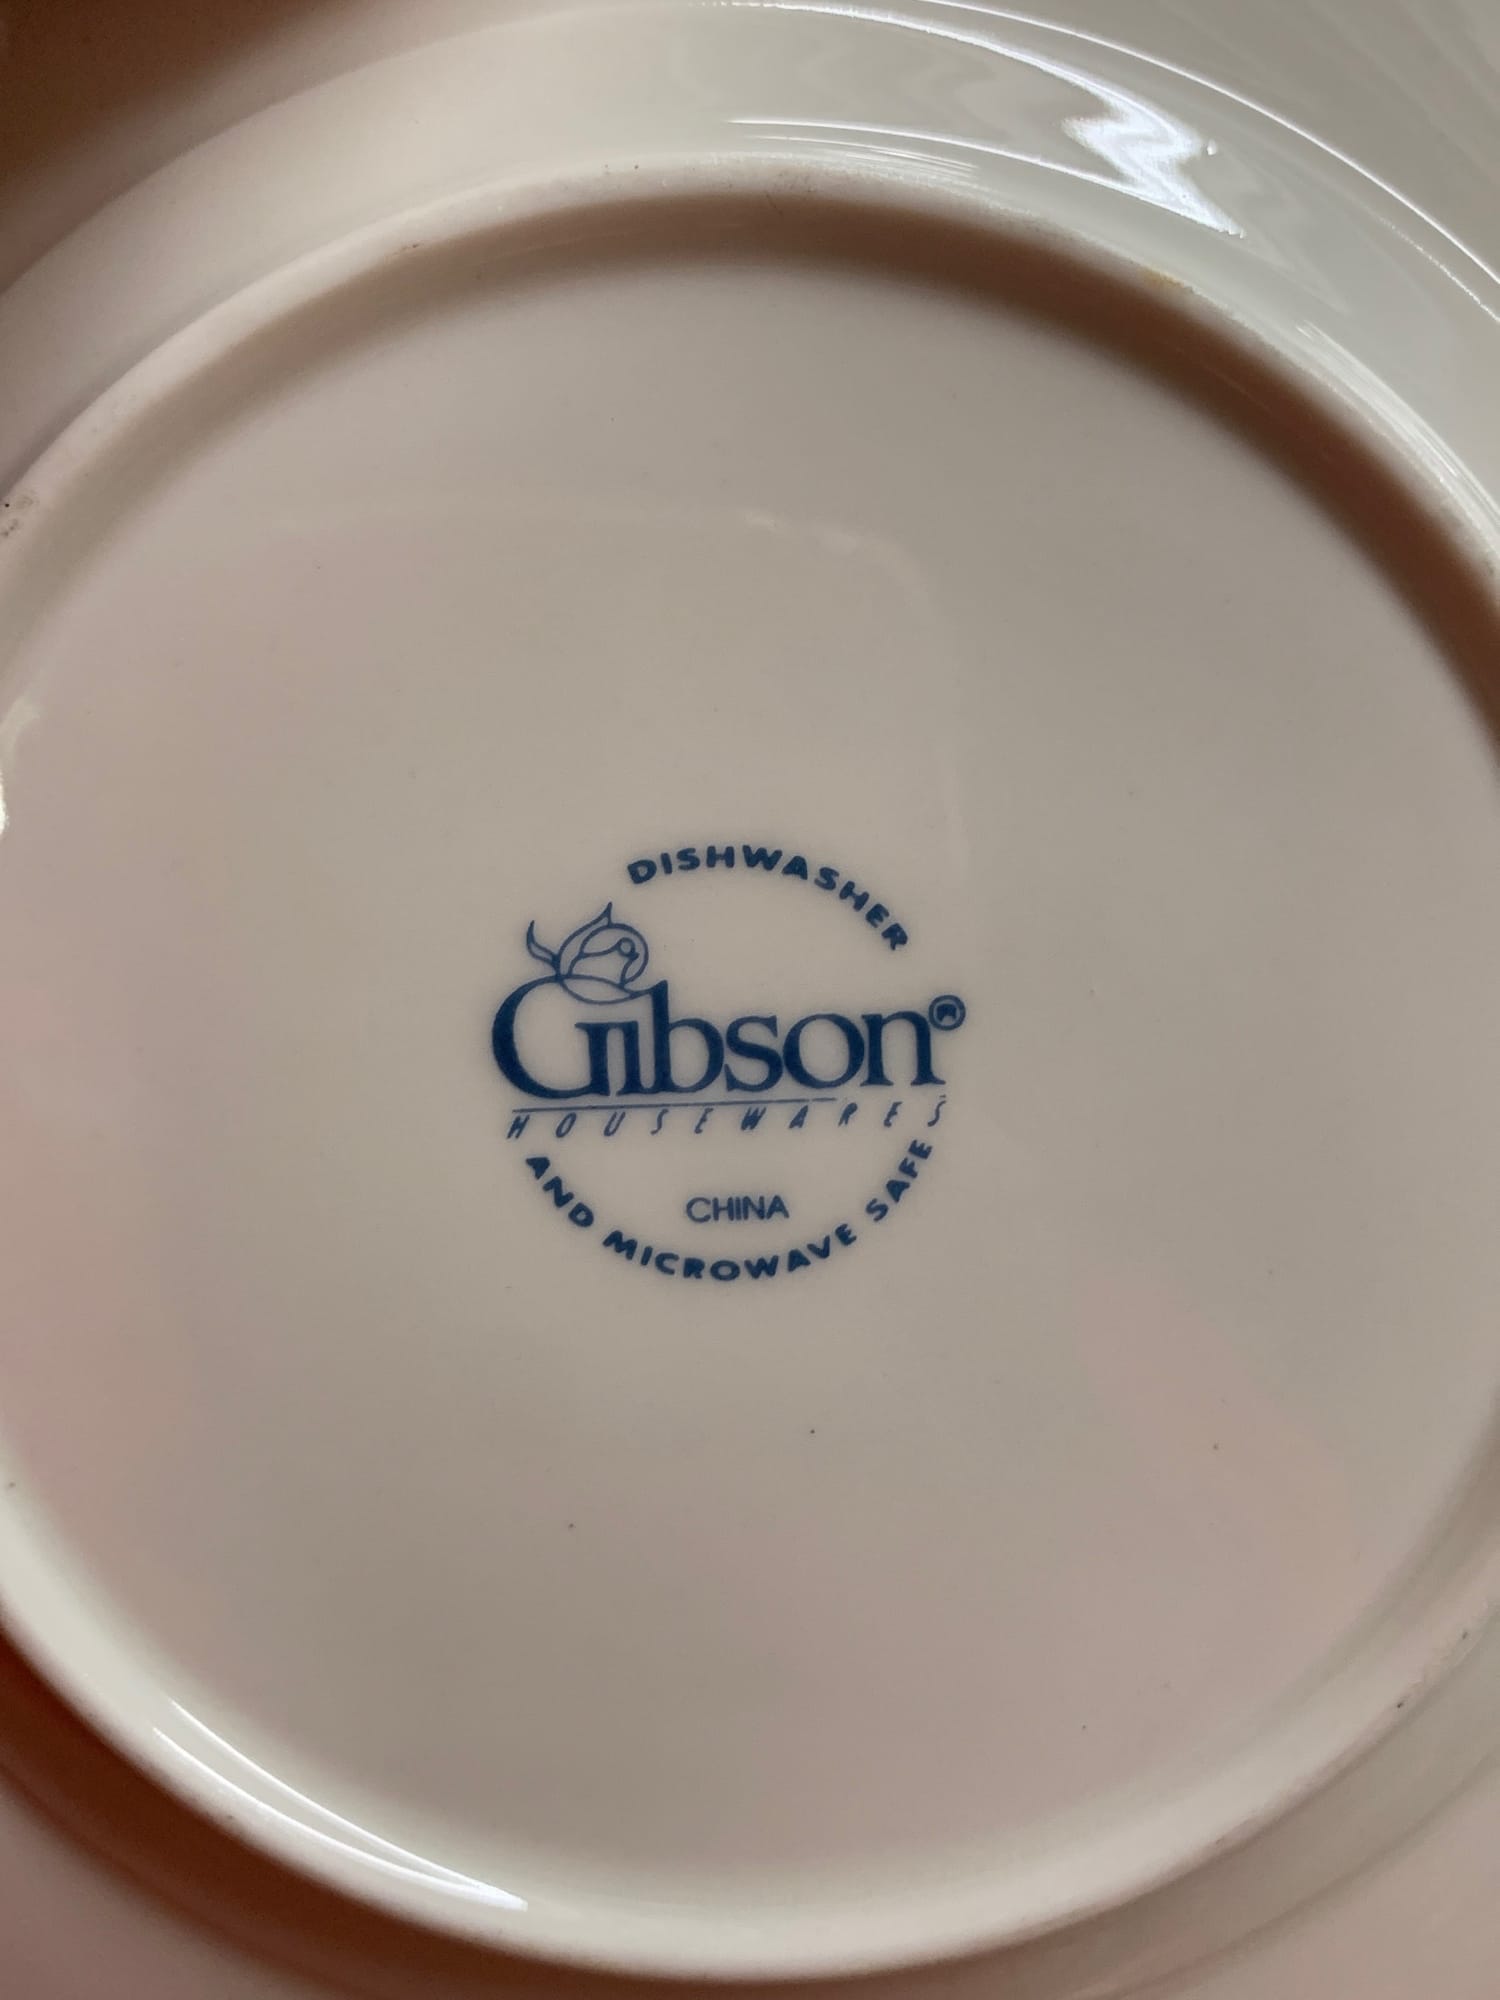 DISHWASHER
Gibson®
HOUSEWARES
CHINA
AND MICROWAVE SAFE